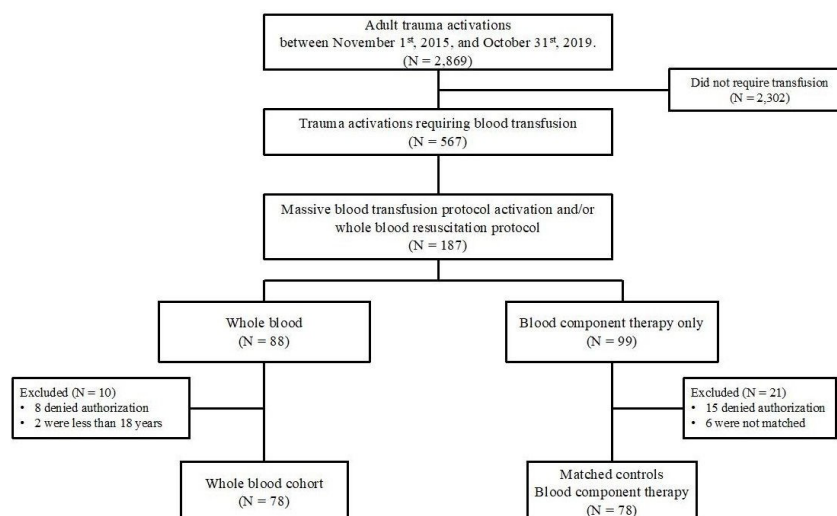 Adult trauma activations
between November 1st, 2015, and October 31st, 2019.
(N = 2,869)
Did not require transfusion
(N = 2,302)
Trauma activations requiring blood transfusion
(N = 567)
Massive blood transfusion protocol activation and/or
whole blood resuscitation protocol
(N = 187)
Whole blood
(N = 88)
Blood component therapy only
(N = 99)
Excluded (N = 10)
• 8 denied authorization
• 2 were less than 18 years
Excluded (N = 21)
• 15 denied authorization
• 6 were not matched
Whole blood cohort
(N = 78)
Matched controls
Blood component therapy
(N = 78)